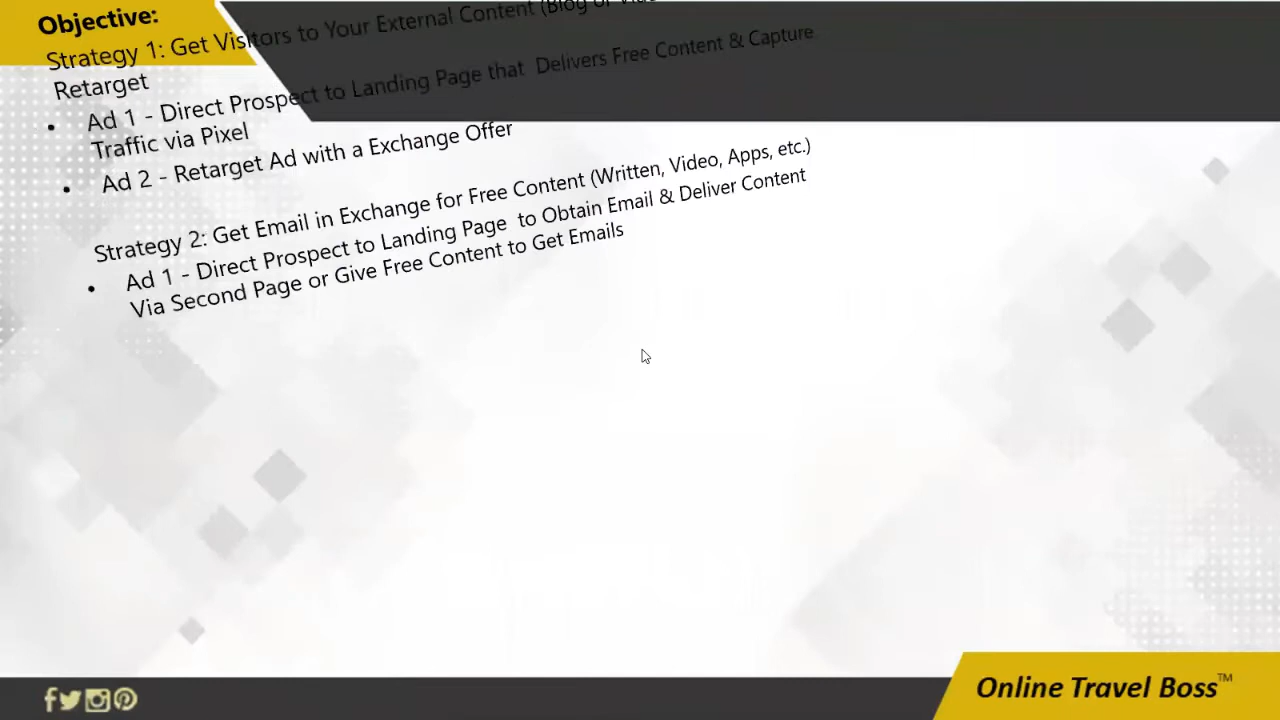 Objective:
Strategy 1: Get Visitors to Your External Content (Blog or
Retarget
• Ad 1 - Direct Prospect to Landing Page that Delivers Free Content & Capture
Traffic via Pixel
• Ad 2 - Retarget Ad with a Exchange Offer
Strategy 2: Get Email in Exchange for Free Content (Written, Video, Apps, etc.)
• Ad 1 - Direct Prospect to Landing Page to Obtain Email & Deliver Content
Via Second Page or Give Free Content to Get Emails
Online Travel Boss™